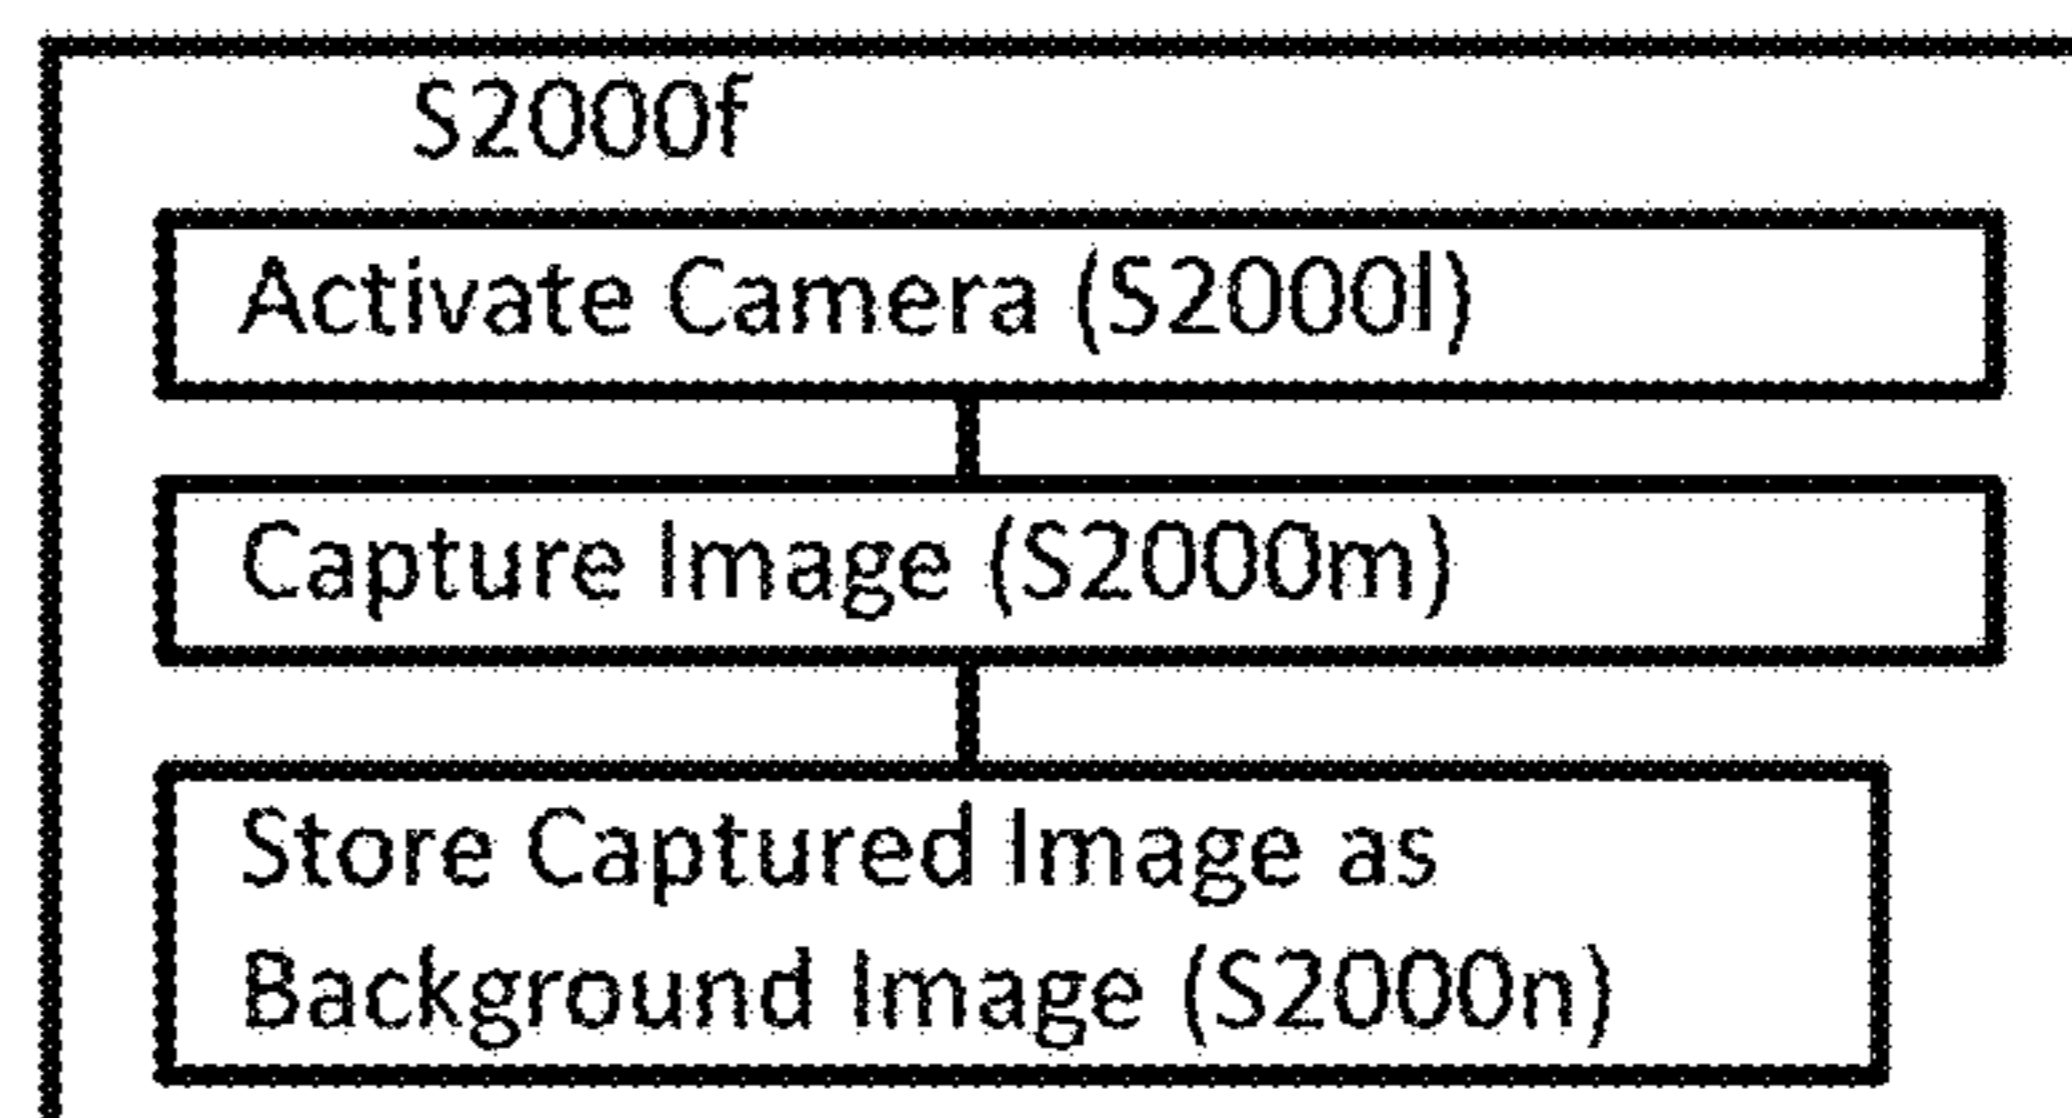 S2000f
Activate Camera (S2000l)
Capture Image (S2000m)
Store Captured Image as
Background Image (S2000n)